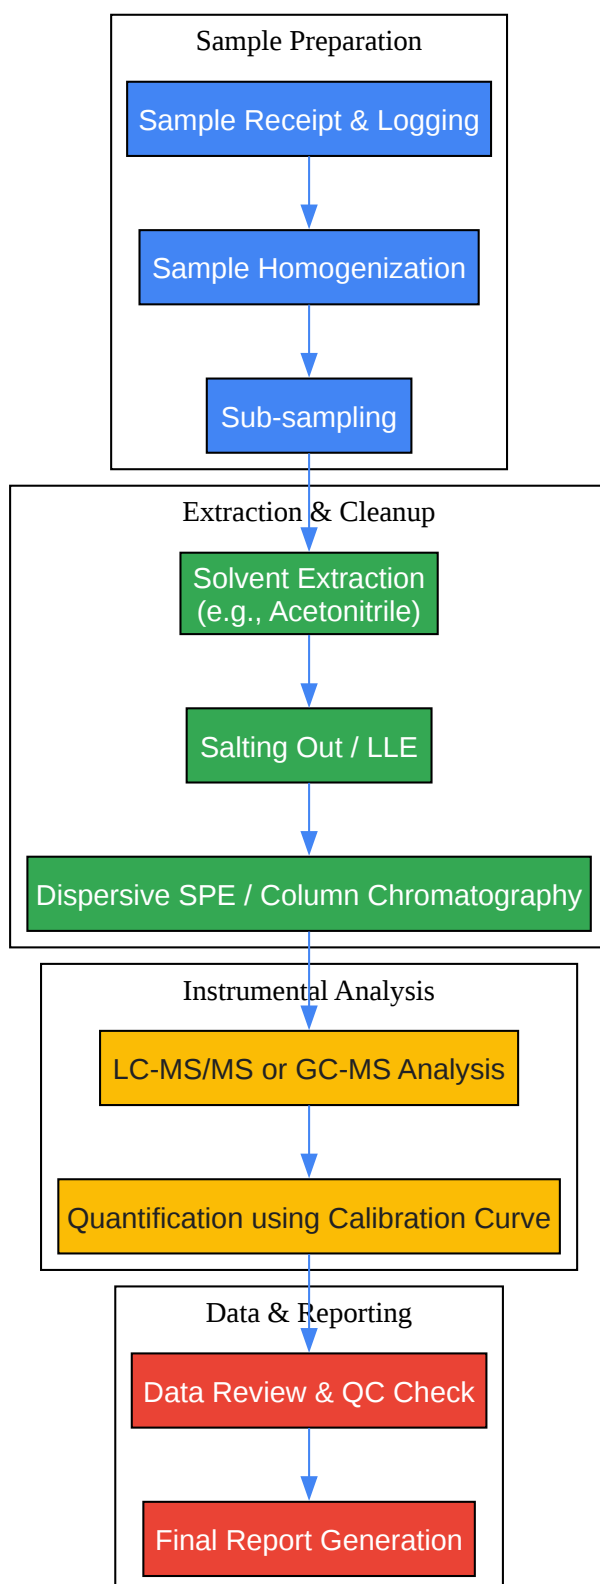 Sample Preparation
Sample Receipt & Logging
Sample Homogenization
Sub-sampling
Extraction & Cleanup
Solvent Extraction
(e.g., Acetonitrile)
Salting Out / LLE
Dispersive SPE / Column Chromatography
Instrumental Analysis
LC-MS/MS or GC-MS Analysis
Quantification using Calibration Curve
Data & Reporting
Data Review & QC Check
Final Report Generation